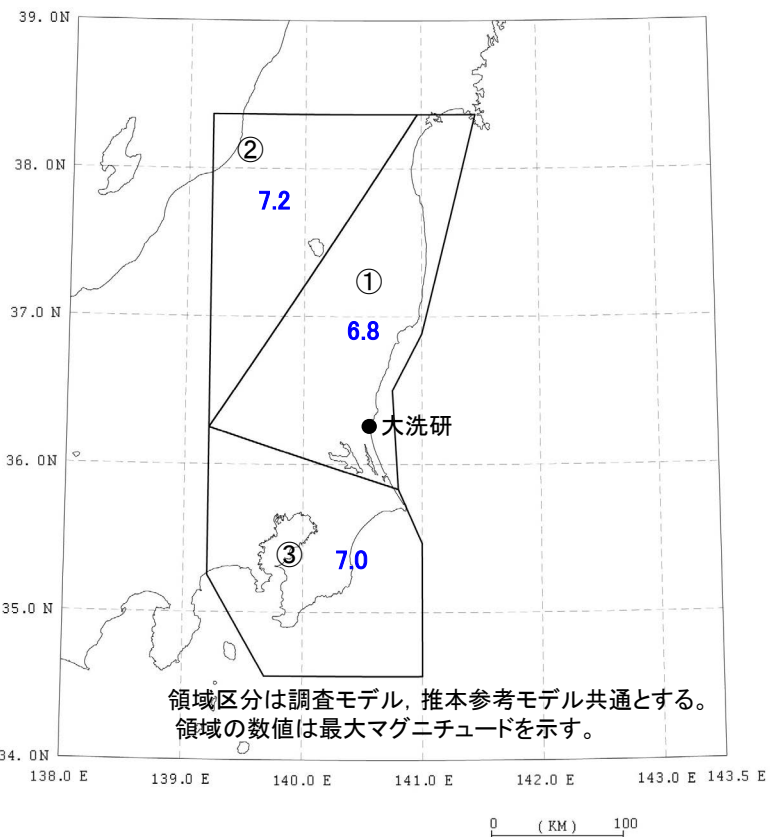 39. 0N
②
38. 0N
7.2
①
37. 0 N
6.8
●大洗研
36. 0N
③
7.0
35. 0 N
領域区分は調査モデル, 推本参考モデル共通とする。
領域の数値は最大マグニチュードを示す。
34. 0N
138.0 E 139.0 E 140.0 E 141.0 E 142.0 E 143.0 E 143.5 E
0 (KM) 100